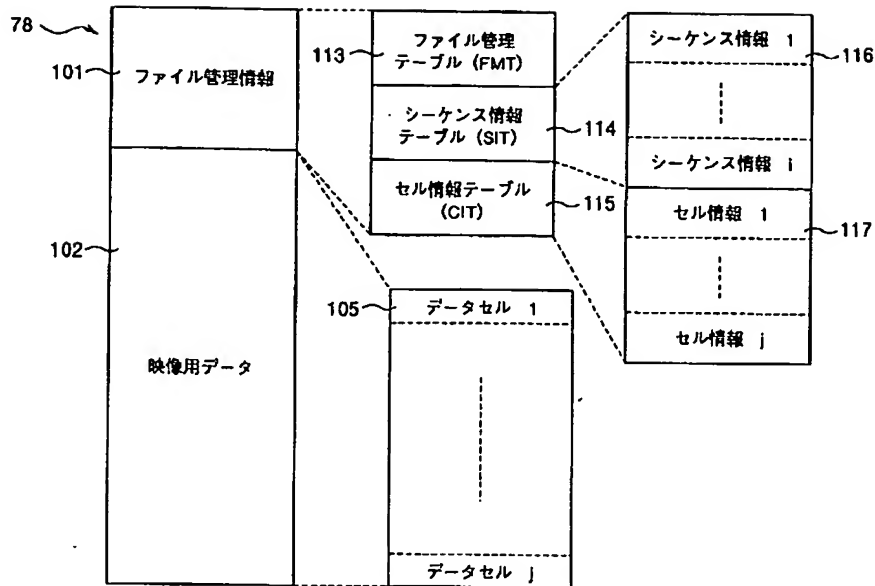 78
101
ファイル管理情報
102
映像用データ
113
ファイル管理
テーブル (FMT)
シーケンス情報
テーブル (SIT)
114
セル情報テーブル
(CIT)
115
105
データセル 1
データセル j
シーケンス情報 1
116
シーケンス情報 i
セル情報 1
117
セル情報 j